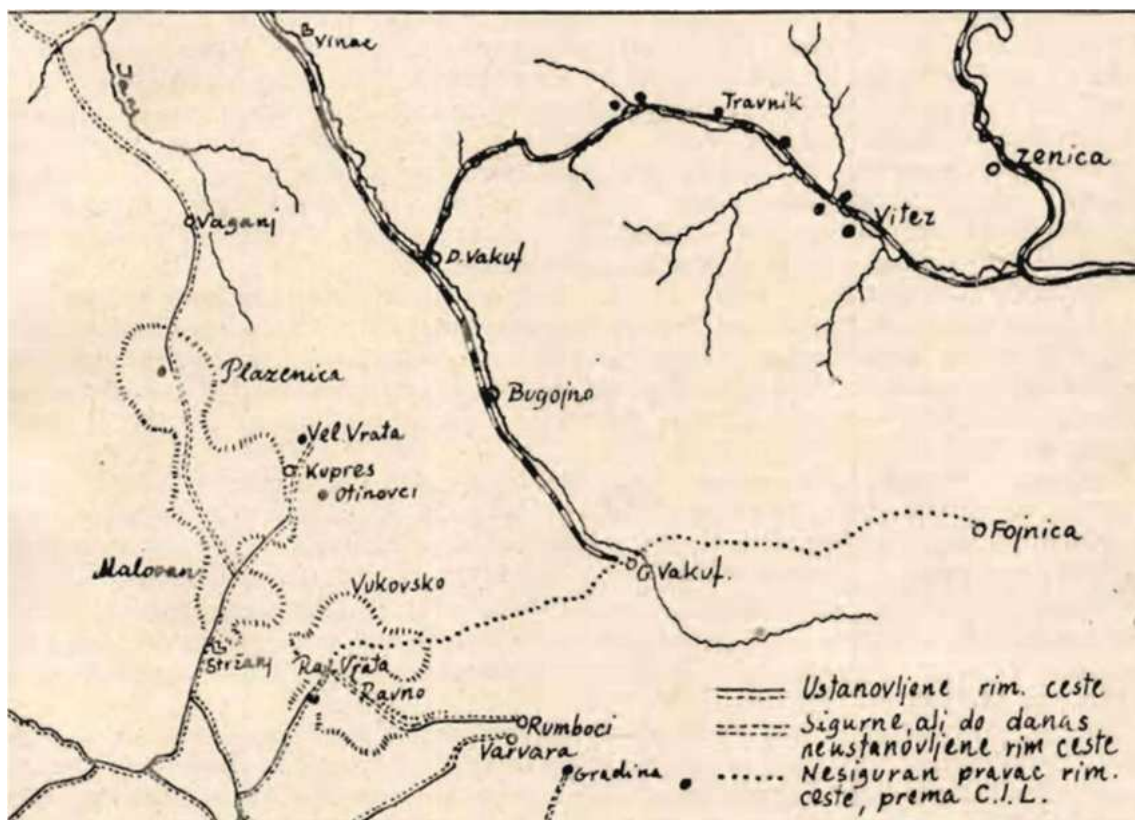 Vinac
Travnik
Zenica
Vitez
Vaganj
D. Vakuf
Plazenica
Bugojno
Vel. Vrata
Kupres
Otinovci
Fojnica
G Vakuf.
Malovan
Vukovsko
Stržanj
Vrata
Ravno
Rumboci
Varvara
Gradina
Ustanovljene rim. ceste
Sigurne, ali do danas
neustanovljene rim ceste
Nesiguran pravac rim.
ceste, prema C.I.L.